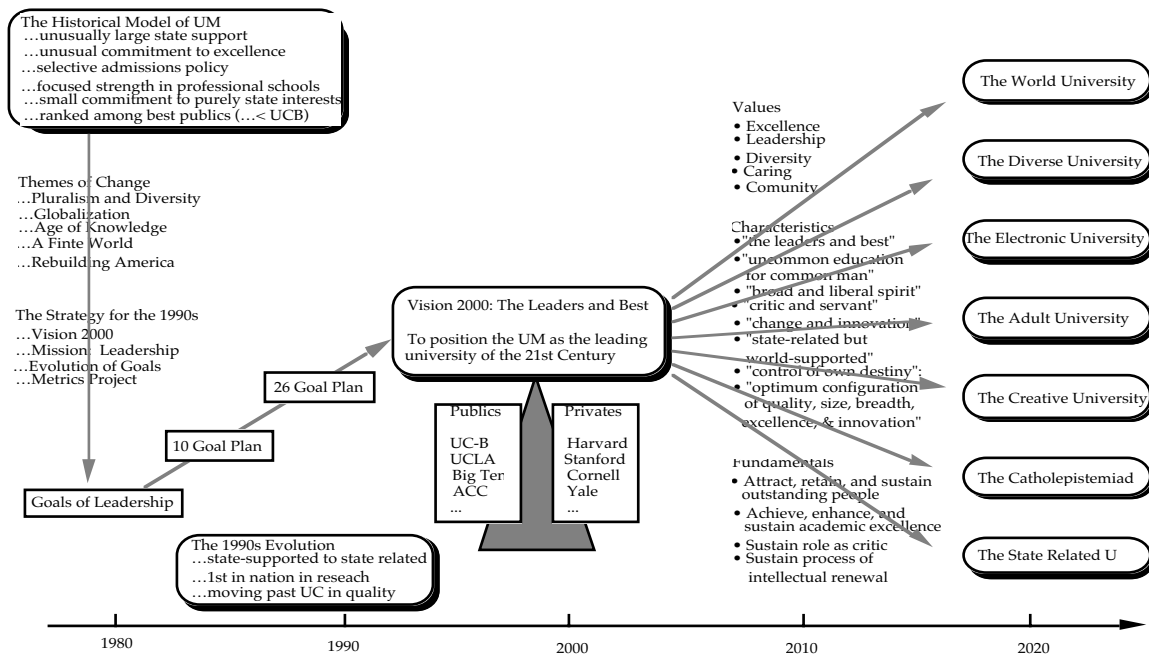 The Historical Model of UM
…unusually large state support
…unusual commitment to excellence
…selective admissions policy
…focused strength in professional schools
…small commitment to purely state interests
…ranked among best publics (…< UCB)
Themes of Change
…Pluralism and Diversity
…Globalization
…Age of Knowledge
…A Finte World
…Rebuilding America
The Strategy for the 1990s
…Vision 2000
…Mission: Leadership
…Evolution of Goals
…Metrics Project
Goals of Leadership
10 Goal Plan
26 Goal Plan
The 1990s Evolution
…state-supported to state related
…1st in nation in reseach
…moving past UC in quality
Vision 2000: The Leaders and Best
To position the UM as the leading
university of the 21st Century
Publics
UC-B
UCLA
Big Ten
ACC
...
Privates
Harvard
Stanford
Cornell
Yale
...
Values
• Excellence
• Leadership
• Diversity
• Caring
• Comunity
Characteristics
• "the leaders and best"
• "uncommon education
for common man"
• "broad and liberal spirit"
• "critic and servant"
• "change and innovation"
• "state-related but
world-supported"
• "control of own destiny":
• "optimum configuration
of quality, size, breadth,
excellence, & innovation"
Fundamentals
• Attract, retain, and sustain
outstanding people
• Achieve, enhance, and
sustain academic excellence
• Sustain role as critic
• Sustain process of
intellectual renewal
The World University
The Diverse University
The Electronic University
The Adult University
The Creative University
The Catholepistemiad
The State Related U
1980
1990
2000
2010
2020